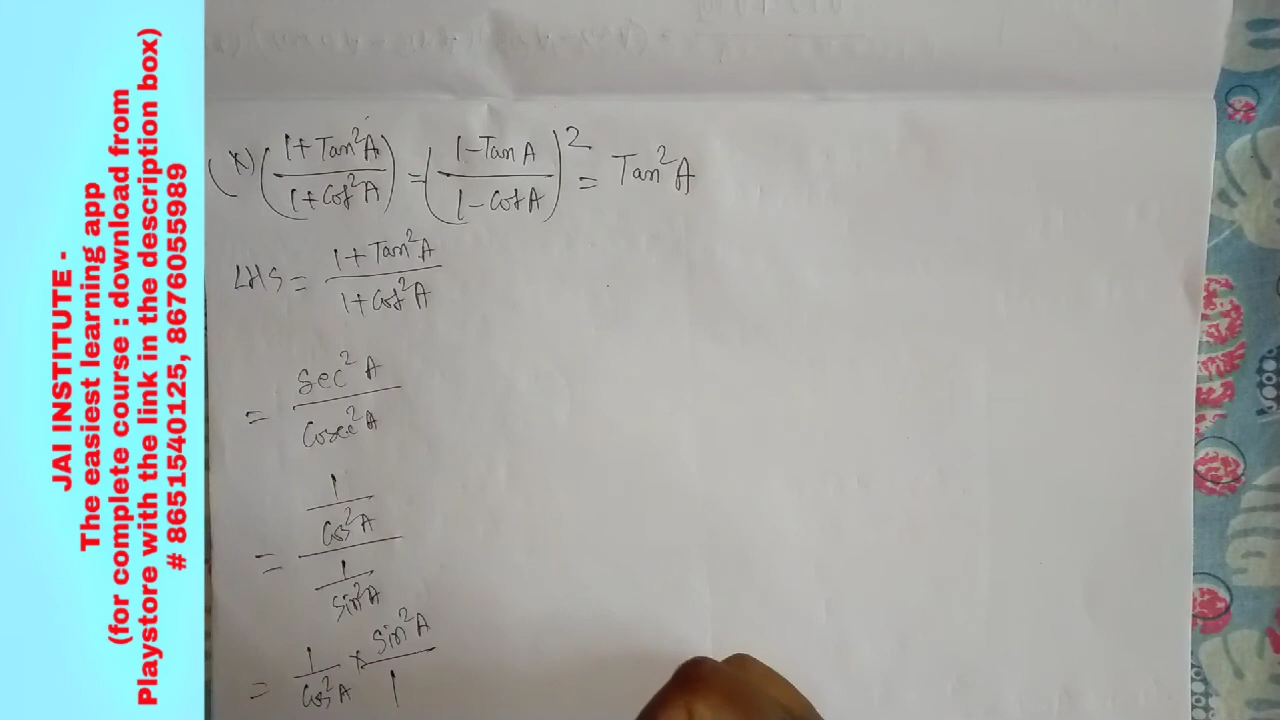 JAI INSTITUTE -
The easiest learning app
(for complete course : download from
Playstore with the link in the description box)
# 8651540125, 8676055989
(x) (1+Tan²A / 1+Cot²A) = (1-TanA / 1-CotA)² = Tan²A
LHS = 1+Tan²A / 1+Cot²A
= Sec²A / Cosec²A
= 1/Cos²A / 1/Sin²A
= 1/Cos²A × Sin²A/1